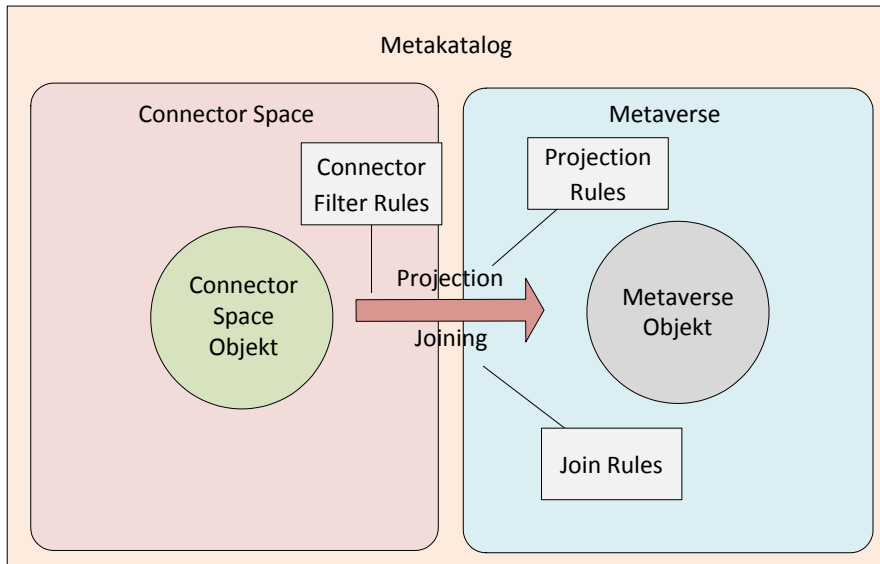 Metakatalog
Connector Space
Metaverse
Connector
Filter Rules
Projection
Rules
Connector
Space
Objekt
Projection
Joining
Metaverse
Objekt
Join Rules